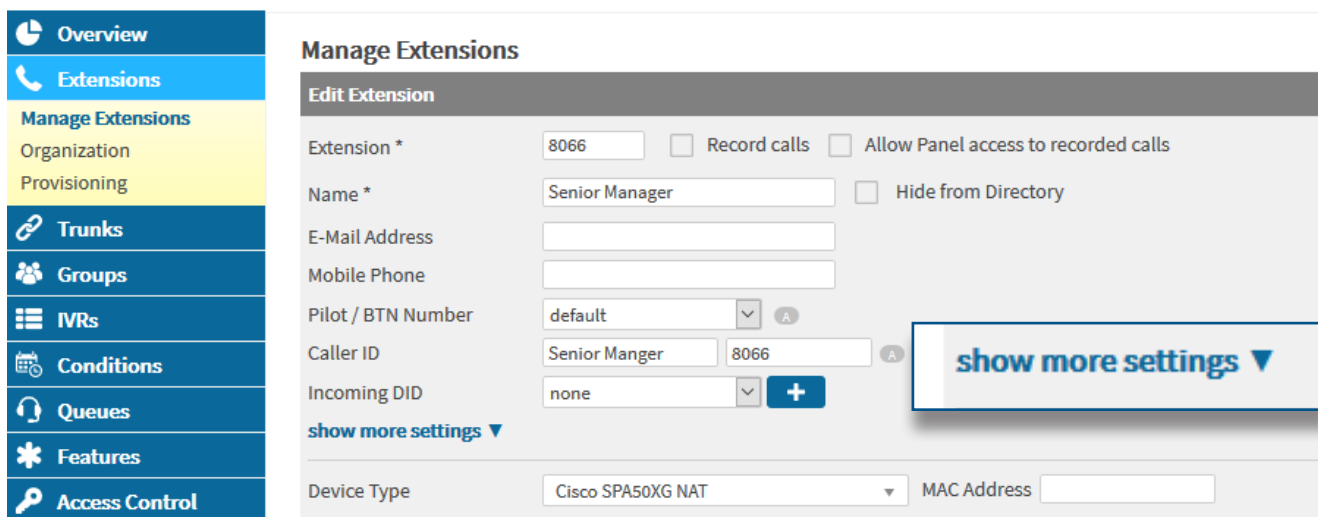 Overview
Extensions
Manage Extensions
Organization
Provisioning
Trunks
Groups
IVRs
Conditions
Queues
Features
Access Control
Manage Extensions
Edit Extension
Extension * 8066 Record calls Allow Panel access to recorded calls
Name * Senior Manager Hide from Directory
E-Mail Address
Mobile Phone
Pilot / BTN Number default A
Caller ID Senior Manger 8066 A
Incoming DID none +
show more settings ▼
show more settings ▼
Device Type Cisco SPA50XG NAT MAC Address